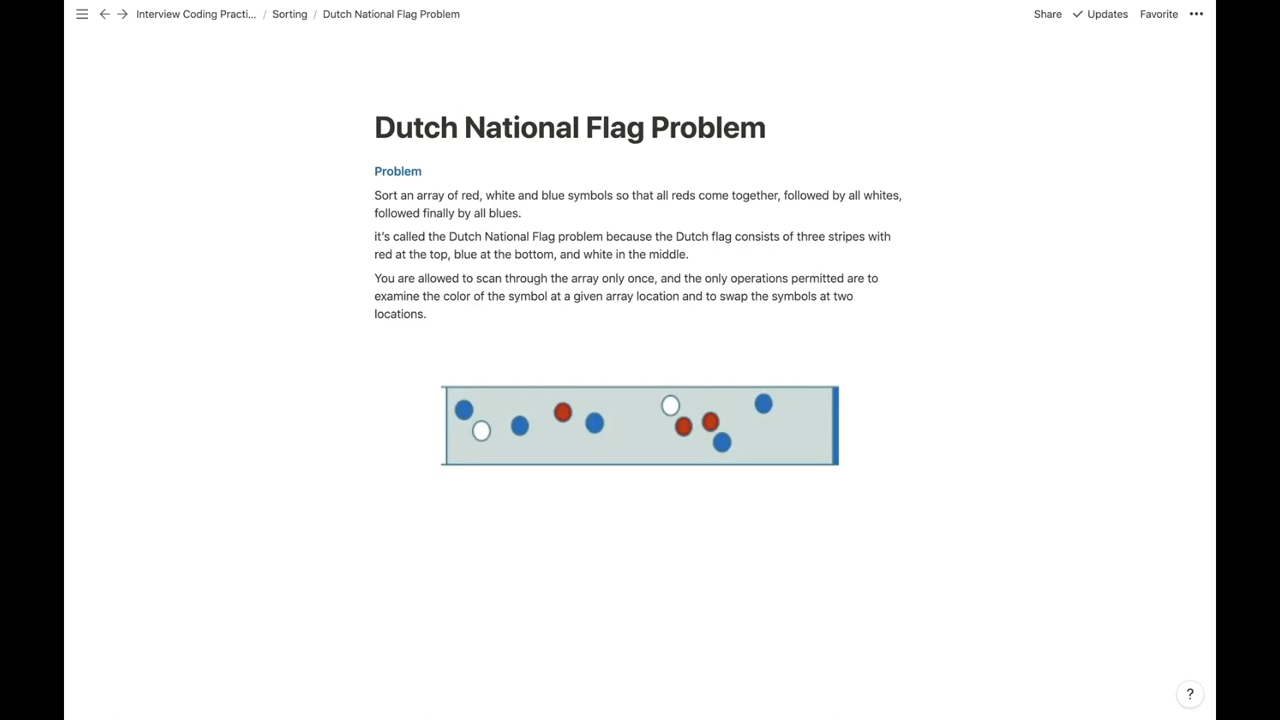 Interview Coding Practi... / Sorting / Dutch National Flag Problem
Share Updates Favorite
Dutch National Flag Problem
Problem
Sort an array of red, white and blue symbols so that all reds come together, followed by all whites,
followed finally by all blues.
it’s called the Dutch National Flag problem because the Dutch flag consists of three stripes with
red at the top, blue at the bottom, and white in the middle.
You are allowed to scan through the array only once, and the only operations permitted are to
examine the color of the symbol at a given array location and to swap the symbols at two
locations.
?